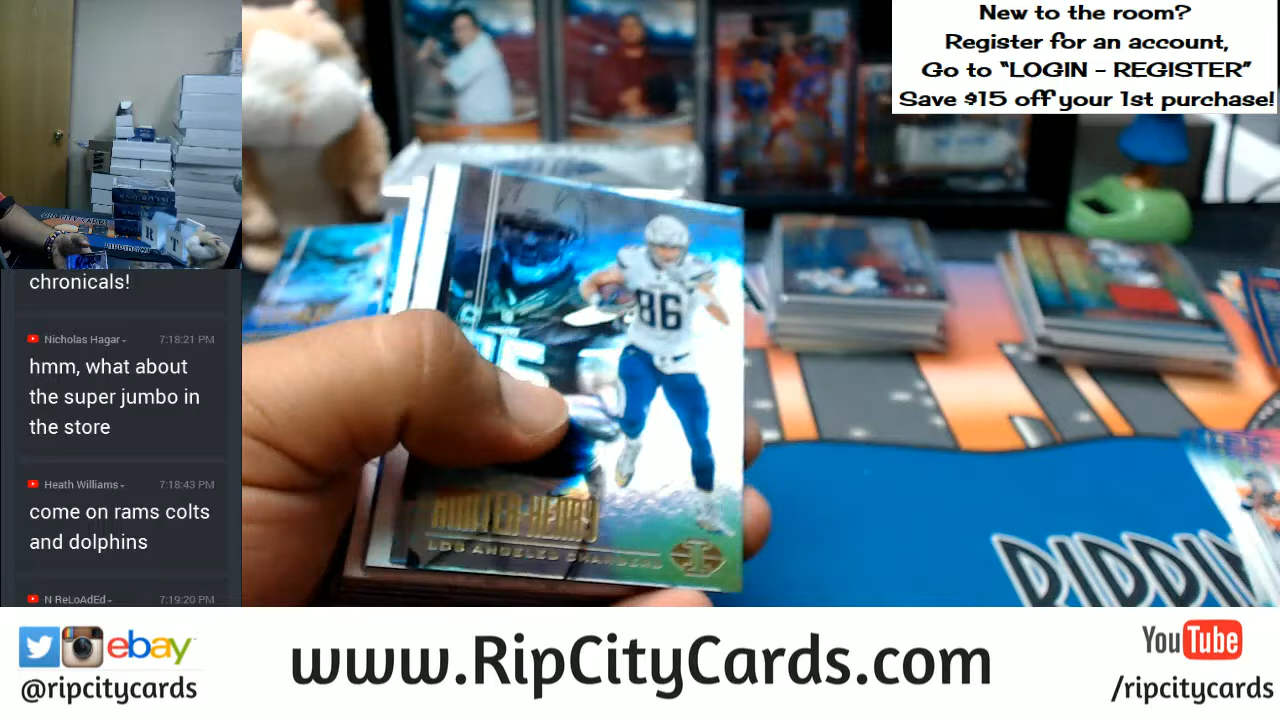 New to the room?
Register for an account,
Go to "LOGIN - REGISTER"
Save $15 off your 1st purchase!
chronicals!
Nicholas Hagar
7:18:21 PM
hmm, what about
the super jumbo in
the store
Heath Williams
7:18:43 PM
come on rams colts
and dolphins
N ReLoAdEd
7:19:20 PM
86
HUNTER HENRY
LOS ANGELES CHARGERS
RIPPIN
ebay
@ripcitycards
www.RipCityCards.com
YouTube
/ripcitycards